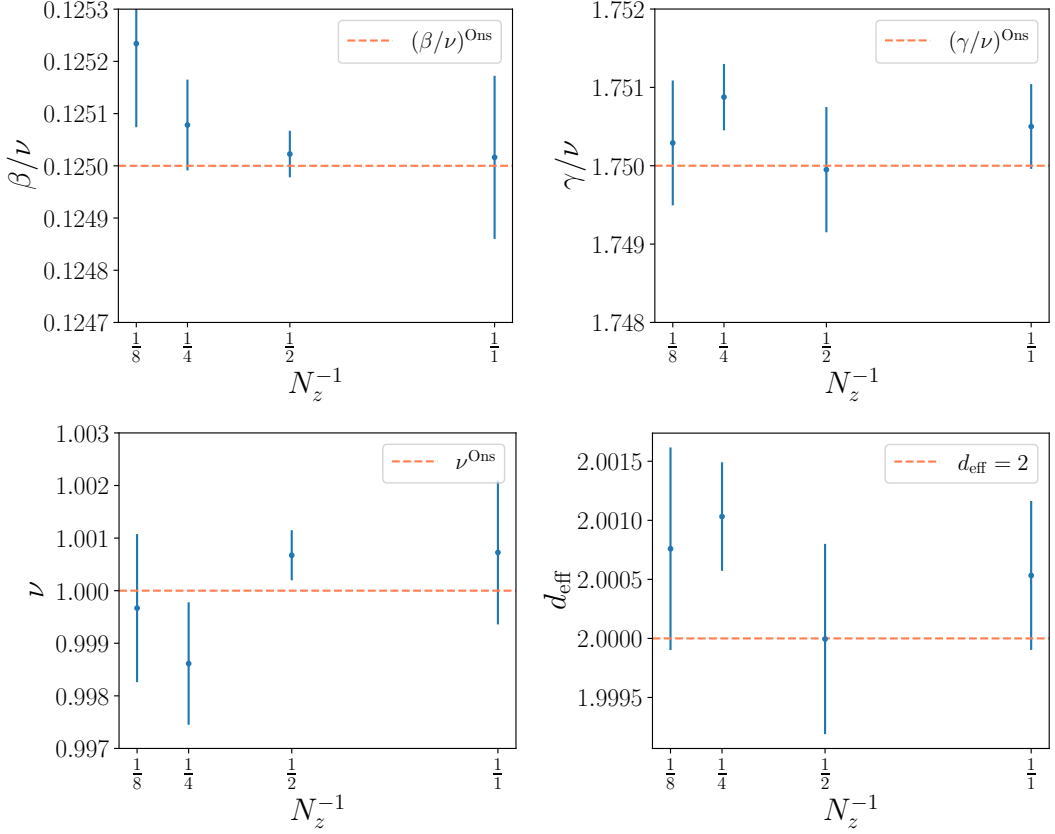 0.1253
0.1252
0.1251
0.1250
0.1249
0.1248
0.1247
β/ν
(β/ν)^Ons
1/8 1/4 1/2 1/1
N_z^{-1}
1.752
1.751
1.750
1.749
1.748
γ/ν
(γ/ν)^Ons
1/8 1/4 1/2 1/1
N_z^{-1}
1.003
1.002
1.001
1.000
0.999
0.998
0.997
ν
ν^Ons
1/8 1/4 1/2 1/1
N_z^{-1}
2.0015
2.0010
2.0005
2.0000
1.9995
d_eff
d_eff = 2
1/8 1/4 1/2 1/1
N_z^{-1}